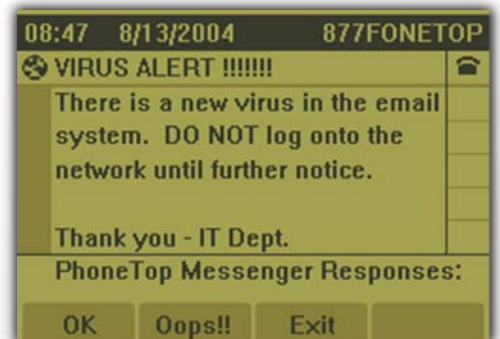 08:47 8/13/2004 877FONETOP
VIRUS ALERT !!!!!!!
There is a new virus in the email
system. DO NOT log onto the
network until further notice.
Thank you - IT Dept.
PhoneTop Messenger Responses:
OK Oops!! Exit